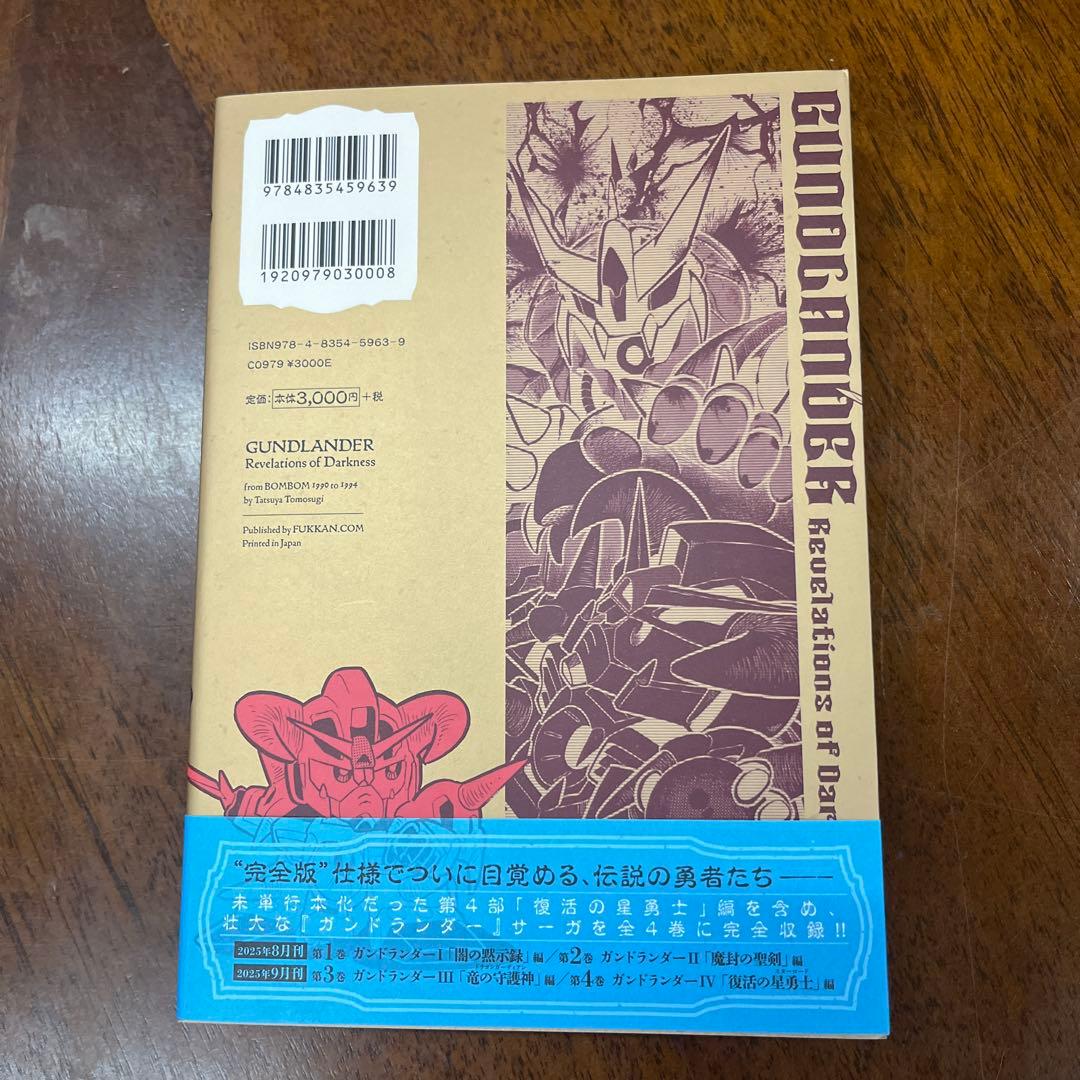 9784835459639
1920979030008
ISBN978-4-8354-5963-9
C0979 ¥3000E
定価：本体3,000円+税
GUNDLANDER
Revelations of Darkness
from BOMBOM 1990 to 1994
by Tatsuya Tomosugi
Published by FUKKAN.COM
Printed in Japan
GUNDLANDER
Revelations of Dar
“完全版”仕様でついに目覚める、伝説の勇者たち――
未単行本化だった第4部「復活の星勇士」編を含め、
壮大な『ガンドランダー』サーガを全4巻に完全収録!!
2025年8月刊 第1巻 ガンドランダーI「闇の黙示録」編／第2巻 ガンドランダーII「魔封の聖剣」編
ドラゴンガーディアン
2025年9月刊 第3巻 ガンドランダーIII「竜の守護神」編／第4巻 ガンドランダーIV「復活の星勇士」編